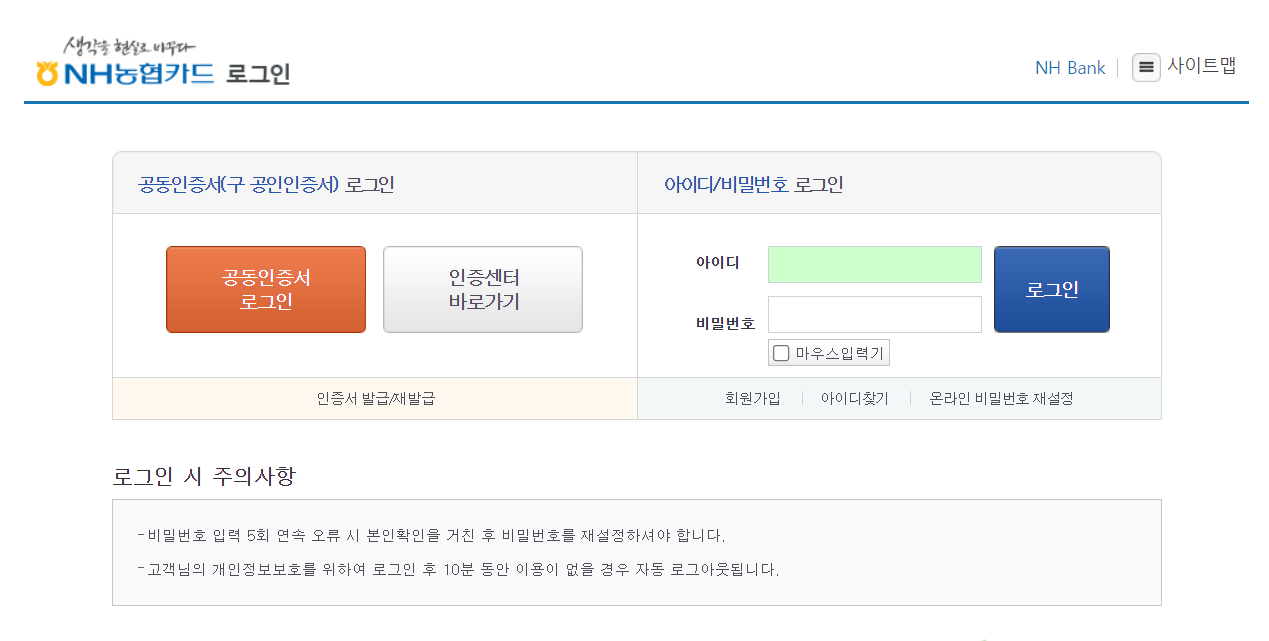 생각을 현실로 바꾸다
NH농협카드 로그인
NH Bank
사이트맵
공동인증서(구 공인인증서) 로그인
아이디/비밀번호 로그인
공동인증서
로그인
인증센터
바로가기
아이디
비밀번호
로그인
마우스입력기
인증서 발급/재발급
회원가입
아이디찾기
온라인 비밀번호 재설정
로그인 시 주의사항
-비밀번호 입력 5회 연속 오류 시 본인확인을 거친 후 비밀번호를 재설정하셔야 합니다.
-고객님의 개인정보보호를 위하여 로그인 후 10분 동안 이용이 없을 경우 자동 로그아웃됩니다.